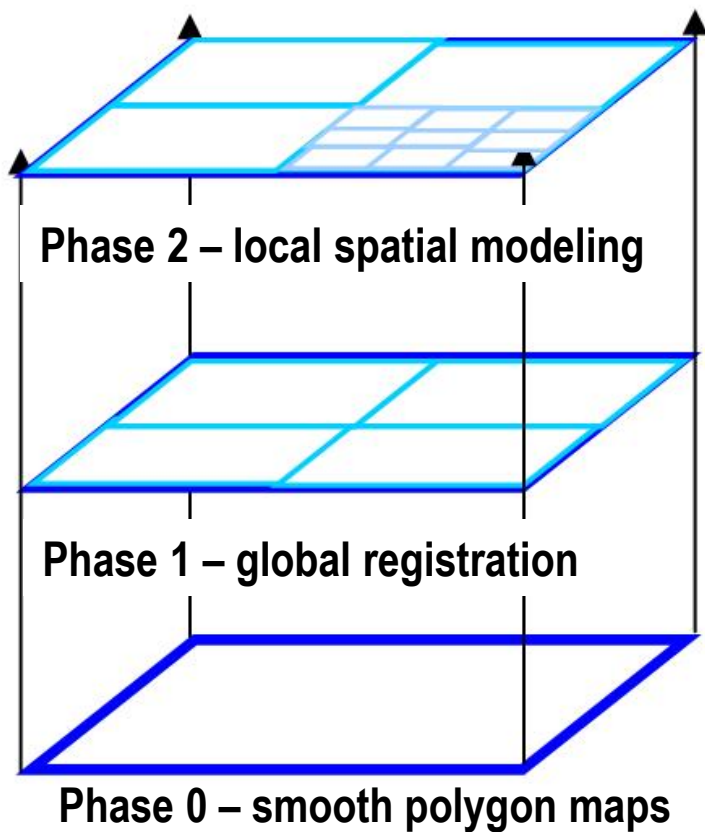 Phase 2 – local spatial modeling
Phase 1 – global registration
Phase 0 – smooth polygon maps